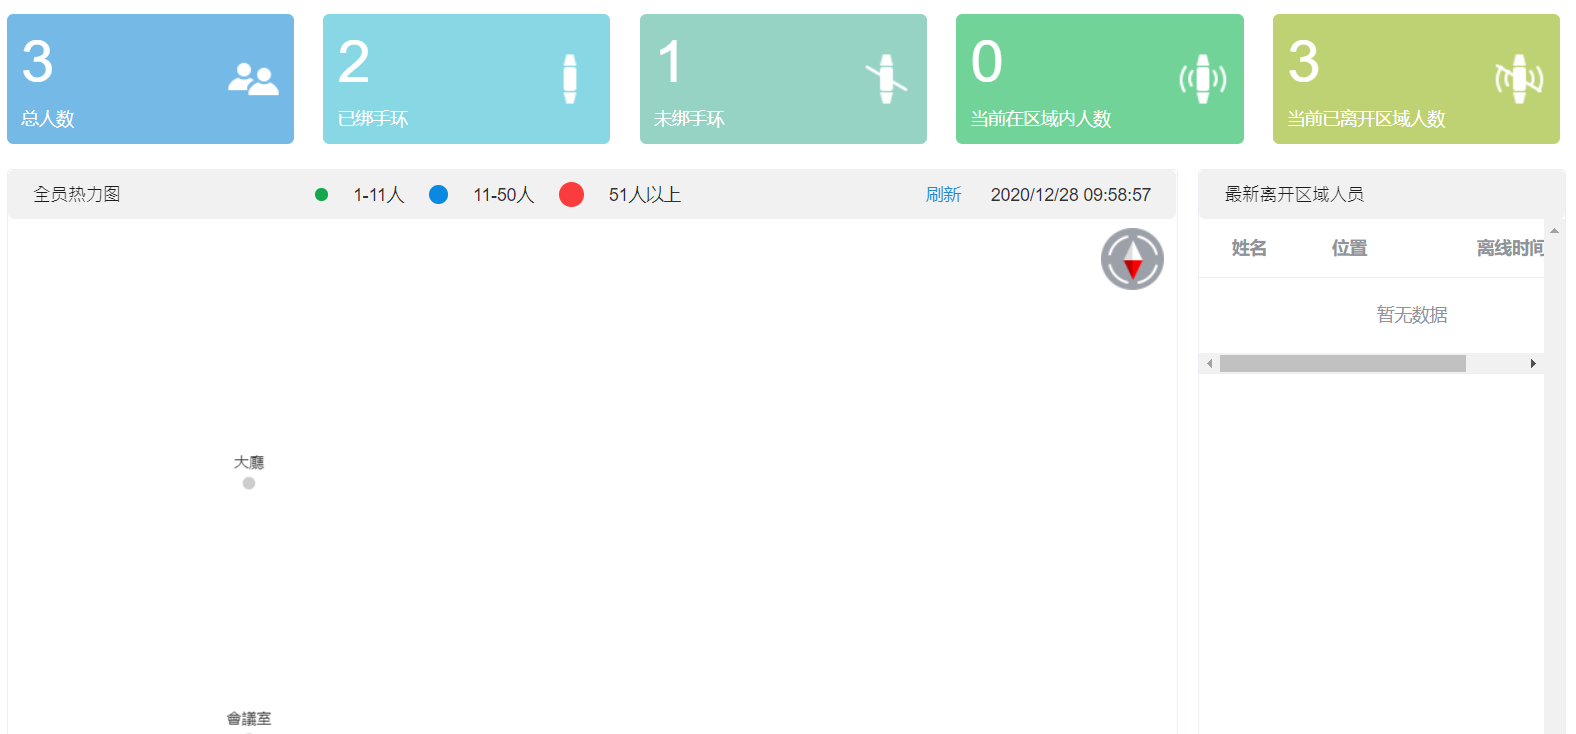 3
总人数
2
已绑手环
1
未绑手环
0
当前在区域内人数
3
当前已离开区域人数
全员热力图
1-11人
11-50人
51人以上
刷新
2020/12/28 09:58:57
最新离开区域人员
姓名
位置
离线时间
暂无数据
大廳
會議室